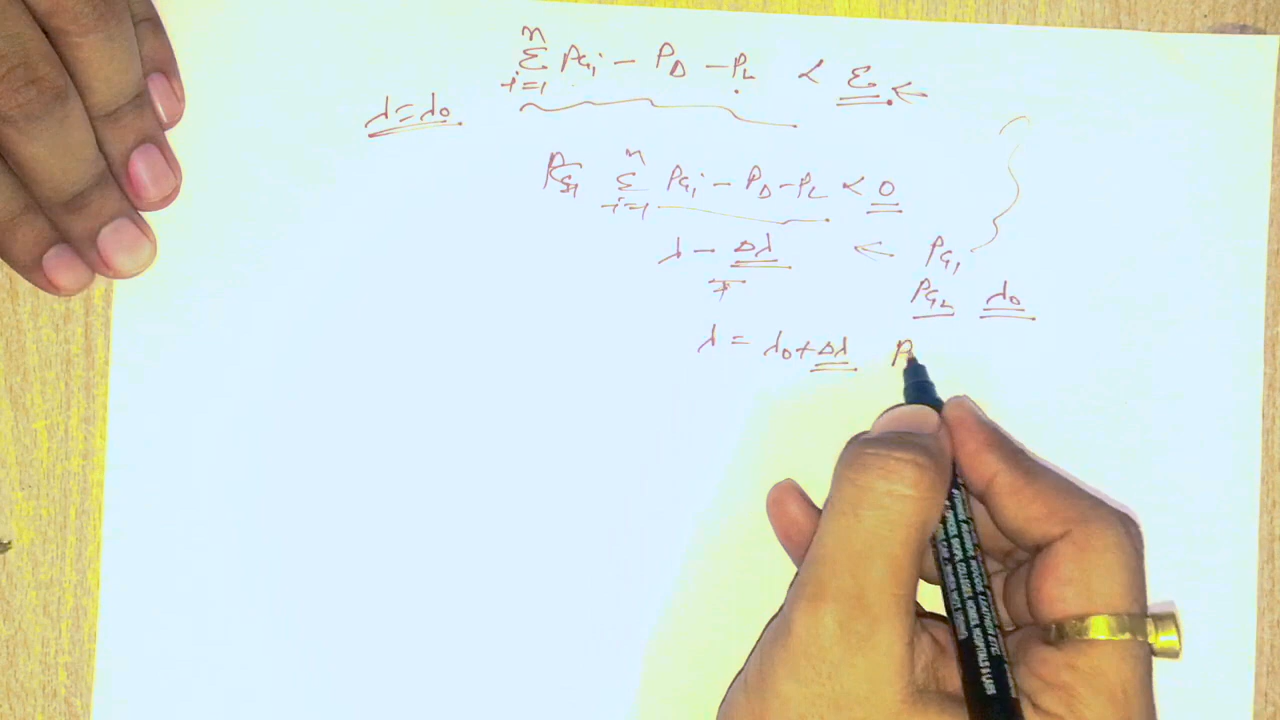 n
Σ PGi - PD - PL < ε ←
i=1
λ = λ0
n
PG1 Σ PGi - PD - PL < 0
i=1
λ - Δλ ← PG1
PG2 λ0
λ = λ0 + Δλ P